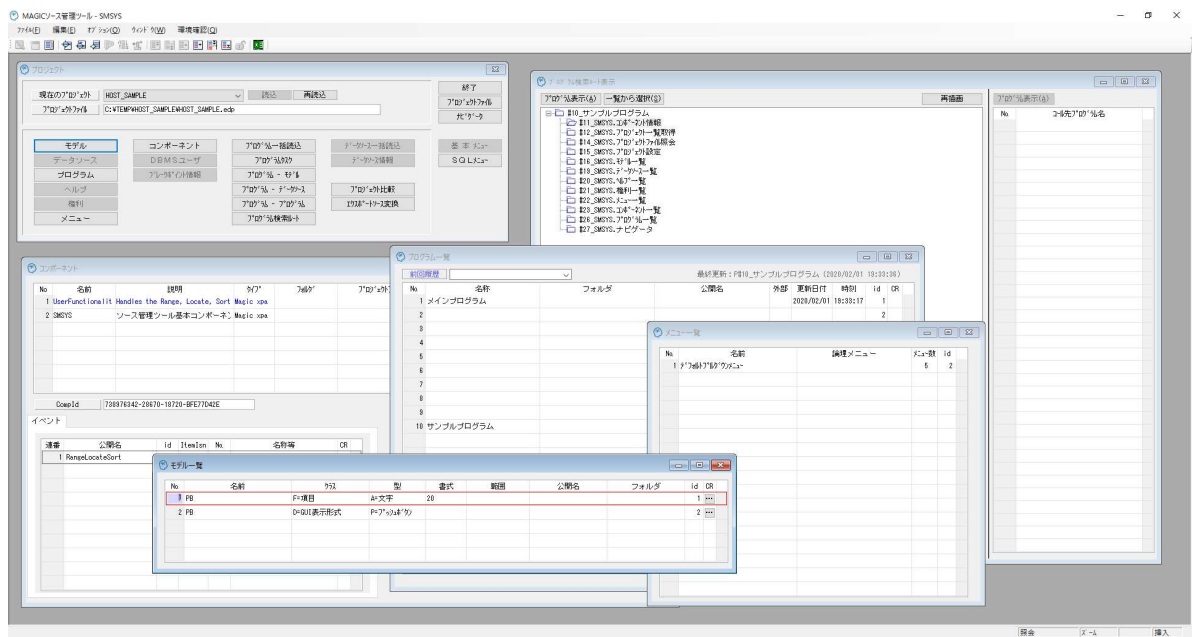 MAGICソース管理ツール - SMSYS
ﾌｧｲﾙ(F) 編集(E) ｵﾌﾟｼｮﾝ(O) ｳｨﾝﾄﾞｳ(W) 環境確認(Q)
プロジェクト
現在のﾌﾟﾛｼﾞｪｸﾄ HOST_SAMPLE 読込 再読込
ﾌﾟﾛｼﾞｪｸﾄﾌｧｲﾙ C:¥TEMP¥HOST_SAMPLE¥HOST_SAMPLE.edp
終了
ﾌﾟﾛｼﾞｪｸﾄﾌｧｲﾙ
ﾅﾋﾞｹﾞｰﾀ
モデル コンポーネント ﾌﾟﾛｸﾞﾗﾑ一括読込 ﾃﾞｰﾀｿｰｽ一括読込 基本ﾒﾆｭｰ
データソース DBMSユーザ ﾌﾟﾛｸﾞﾗﾑﾀｽｸ ﾃﾞｰﾀｿｰｽ情報 SQLﾒﾆｭｰ
プログラム ﾌﾞﾚｰｸﾎﾟｲﾝﾄ情報 ﾌﾟﾛｸﾞﾗﾑ - ﾓﾃﾞﾙ
ヘルプ ﾌﾟﾛｸﾞﾗﾑ - ﾃﾞｰﾀｿｰｽ ﾌﾟﾛｼﾞｪｸﾄ比較
権利 ﾌﾟﾛｸﾞﾗﾑ - ﾌﾟﾛｸﾞﾗﾑ ｴｸｽﾎﾟｰﾄｿｰｽ変換
メニュー ﾌﾟﾛｸﾞﾗﾑ検索ﾙｰﾄ
ﾌﾟﾛｸﾞﾗﾑ検索ﾙｰﾄ表示
ﾌﾟﾛｸﾞﾗﾑ表示(A) 一覧から選択(S) 再描画 ﾌﾟﾛｸﾞﾗﾑ表示(A)
No. ｺｰﾙ先ﾌﾟﾛｸﾞﾗﾑ名
#10_サンプルプログラム
#11_SMSYS.ｺﾝﾎﾟｰﾈﾝﾄ情報
#12_SMSYS.ﾌﾟﾛｼﾞｪｸﾄ一覧取得
#14_SMSYS.ﾌﾟﾛｼﾞｪｸﾄﾌｧｲﾙ照会
#15_SMSYS.ﾌﾟﾛｼﾞｪｸﾄ設定
#16_SMSYS.ﾓﾃﾞﾙ一覧
#19_SMSYS.ﾃﾞｰﾀｿｰｽ一覧
#20_SMSYS.ﾍﾙﾌﾟ一覧
#21_SMSYS.権利一覧
#22_SMSYS.ﾒﾆｭｰ一覧
#23_SMSYS.ｺﾝﾎﾟｰﾈﾝﾄ一覧
#26_SMSYS.ﾌﾟﾛｸﾞﾗﾑ一覧
#27_SMSYS.ナビゲータ
コンポーネント
No 名前 説明 ﾀｲﾌﾟ ﾌｫﾙﾀﾞ ﾌﾟﾛｼﾞｪｸﾄ
1 UserFunctionalit Handles the Range, Locate, Sort Magic xpa
2 SMSYS ソース管理ツール基本コンポーネン Magic xpa
CompId 738976342-28670-18720-BFE77D42E
イベント
連番 公開名 id ItemIsn No. 名称等 CR
1 RangeLocateSort
プログラム一覧
前回履歴 最終更新：P#10_サンプルプログラム (2020/02/01 19:33:36)
No. 名称 フォルダ 公開名 外部 更新日付 時刻 id CR
1 メインプログラム 2020/02/01 19:33:17 1
2 2
3
4
5
6
7
8
9
10 サンプルプログラム
メニュー一覧
No. 名前 論理メニュー ﾒﾆｭｰ数 id
1 ﾃﾞﾌｫﾙﾄﾌﾟﾙﾀﾞｳﾝﾒﾆｭｰ 5 2
モデル一覧
No. 名前 ｸﾗｽ 型 書式 範囲 公開名 フォルダ id CR
1 PB F=項目 A=文字 20 1 ...
2 PB D=GUI表示形式 P=ﾌﾟｯｼｭﾎﾞﾀﾝ 2 ...
照会 ｽﾞｰﾑ 挿入